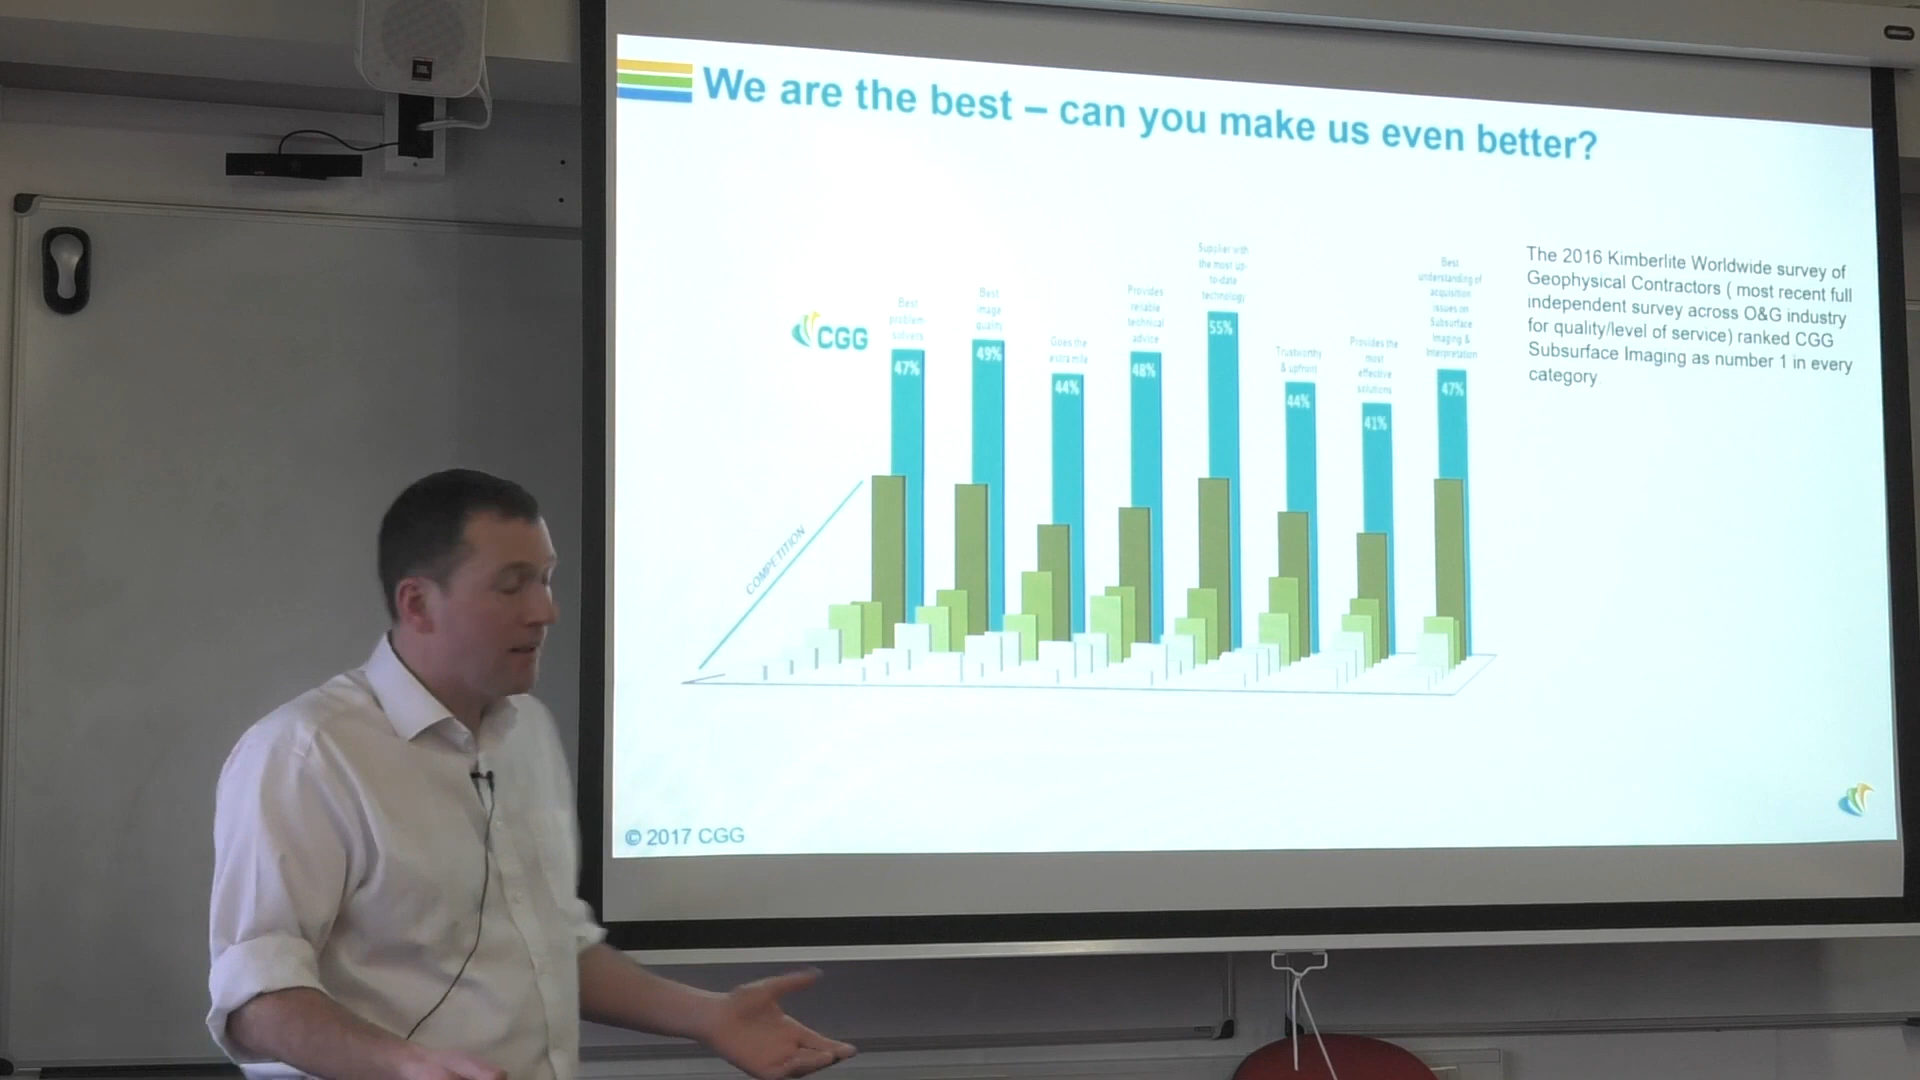 JBL
We are the best – can you make us even better?
The 2016 Kimberlite Worldwide survey of
Geophysical Contractors ( most recent full
independent survey across O&G industry
for quality/level of service) ranked CGG
Subsurface Imaging as number 1 in every
category
CGG
Best
problem
solvers
47%
Best
image
quality
49%
Goes the
extra mile
44%
Provides
reliable
technical
advice
48%
Supplier with
the most up-
to-date
technology
55%
Trustworthy
& upfront
44%
Provides the
most
effective
solutions
41%
Best
understanding of
acquisition
issues on
Subsurface
Imaging &
Interpretation
47%
COMPETITION
© 2017 CGG